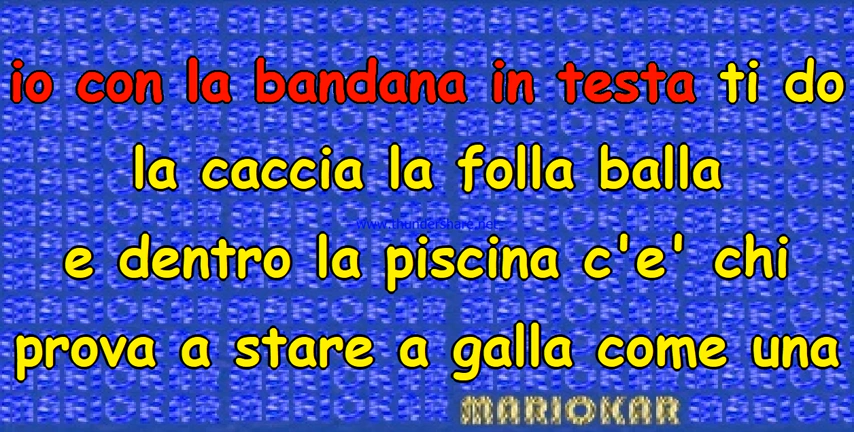 io con la bandana in testa ti do
la caccia la folla balla
www.thundershare.net
e dentro la piscina c'e' chi
prova a stare a galla come una
MARIOKAR